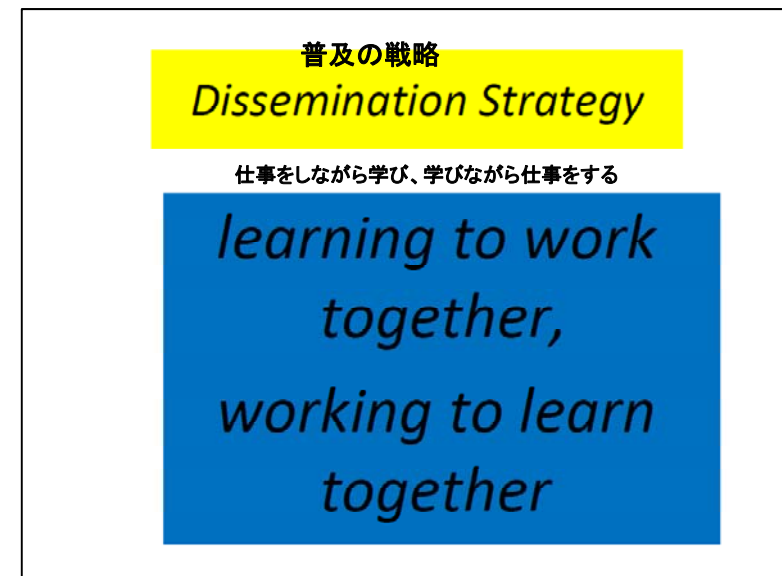 普及の戦略
Dissemination Strategy
仕事をしながら学び、学びながら仕事をする
learning to work
together,
working to learn
together